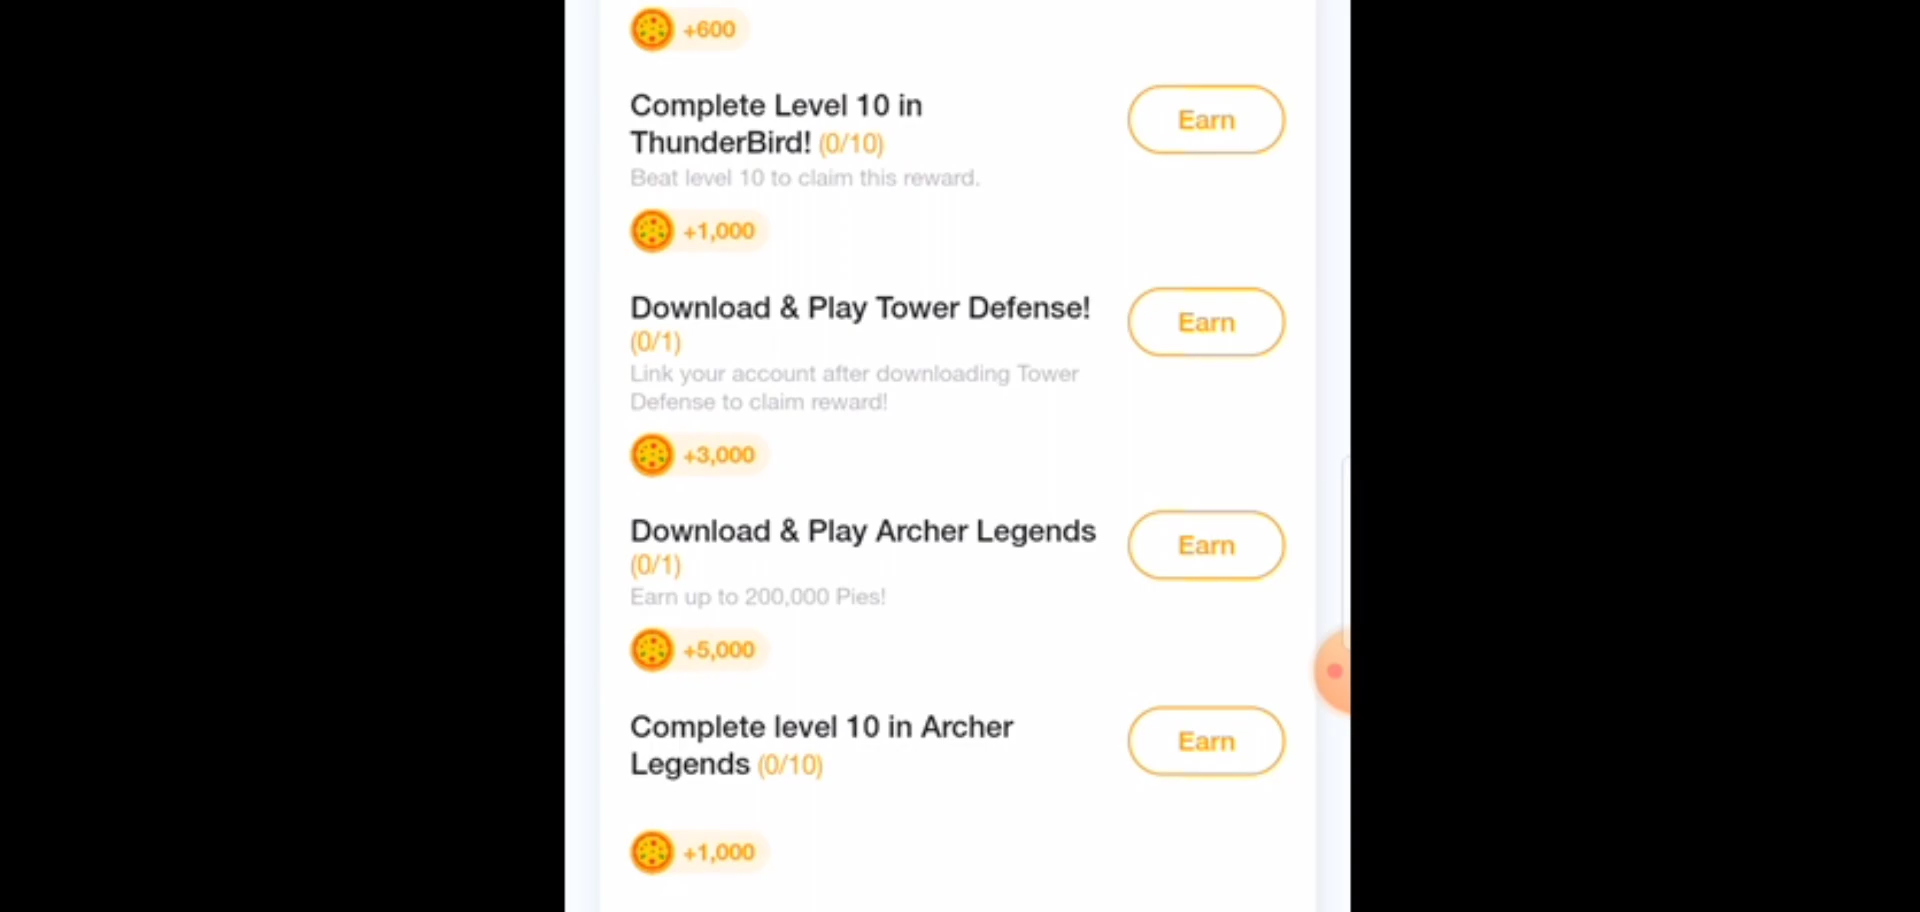 +600
Complete Level 10 in
ThunderBird! (0/10)
Earn
Beat level 10 to claim this reward.
+1,000
Download & Play Tower Defense!
(0/1)
Earn
Link your account after downloading Tower
Defense to claim reward!
+3,000
Download & Play Archer Legends
(0/1)
Earn
Earn up to 200,000 Pies!
+5,000
Complete level 10 in Archer
Legends (0/10)
Earn
+1,000